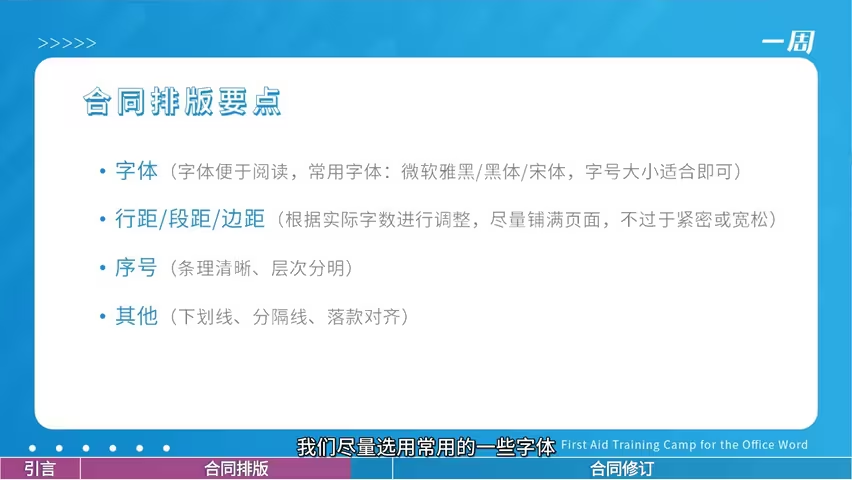 >>>>>
一周
合同排版要点
• 字体（字体便于阅读，常用字体：微软雅黑/黑体/宋体，字号大小适合即可）
• 行距/段距/边距（根据实际字数进行调整，尽量铺满页面，不过于紧密或宽松）
• 序号（条理清晰、层次分明）
• 其他（下划线、分隔线、落款对齐）
我们尽量选用常用的一些字体
First Aid Training Camp for the Office Word
引言
合同排版
合同修订